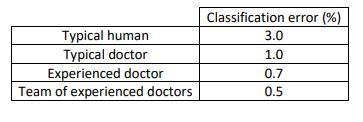 Classification error (%)
Typical human 3.0
Typical doctor 1.0
Experienced doctor 0.7
Team of experienced doctors 0.5